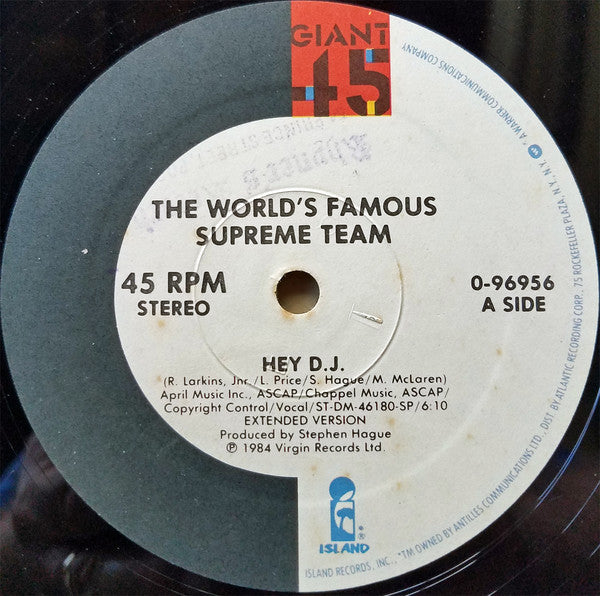 GIANT
45
THE WORLD'S FAMOUS
SUPREME TEAM
45 RPM
STEREO
0-96956
A SIDE
HEY D.J.
(R. Larkins, Jnr./L. Price/S. Hague/M. McLaren)
April Music Inc., ASCAP/Chappel Music, ASCAP/
Copyright Control/Vocal/ST-DM-46180-SP/6:10
EXTENDED VERSION
Produced by Stephen Hague
℗ 1984 Virgin Records Ltd.
ISLAND®
ISLAND RECORDS, INC., *TM OWNED BY ANTILLES COMMUNICATIONS LTD., DIST. BY ATLANTIC RECORDING CORP., 75 ROCKEFELLER PLAZA, N.Y., N.Y. A WARNER COMMUNICATIONS COMPANY